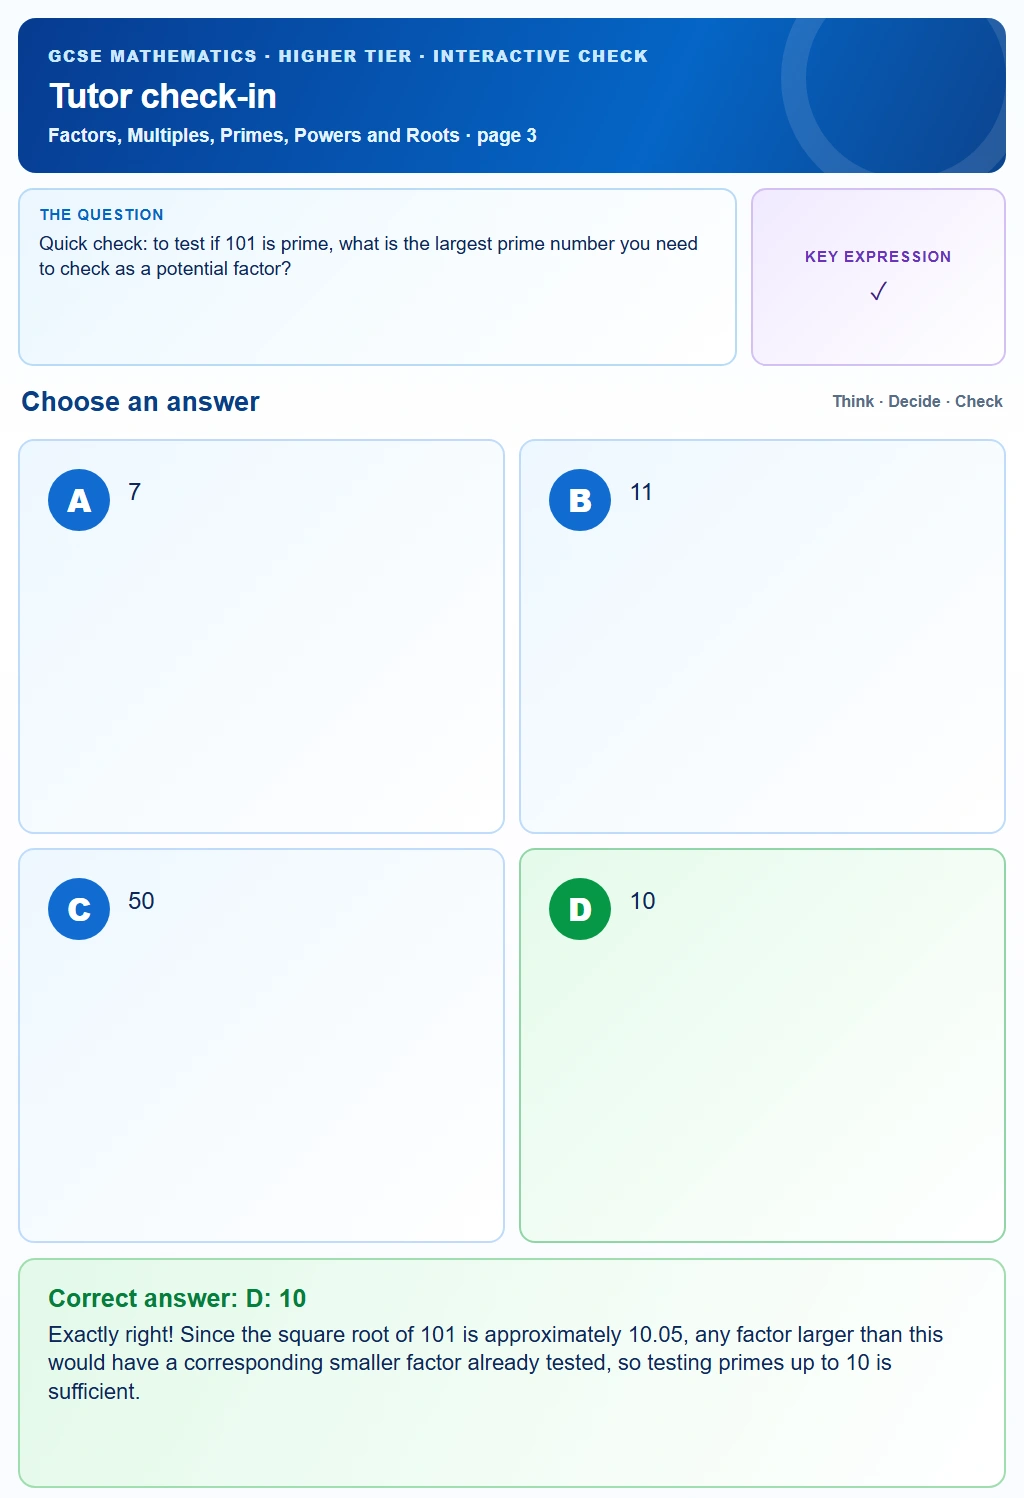 GCSE MATHEMATICS · HIGHER TIER · INTERACTIVE CHECK
Tutor check-in
Factors, Multiples, Primes, Powers and Roots · page 3
THE QUESTION
Quick check: to test if 101 is prime, what is the largest prime number you need
to check as a potential factor?
KEY EXPRESSION
✓
Choose an answer
Think · Decide · Check
A 7
B 11
C 50
D 10
Correct answer: D: 10
Exactly right! Since the square root of 101 is approximately 10.05, any factor larger than this
would have a corresponding smaller factor already tested, so testing primes up to 10 is
sufficient.